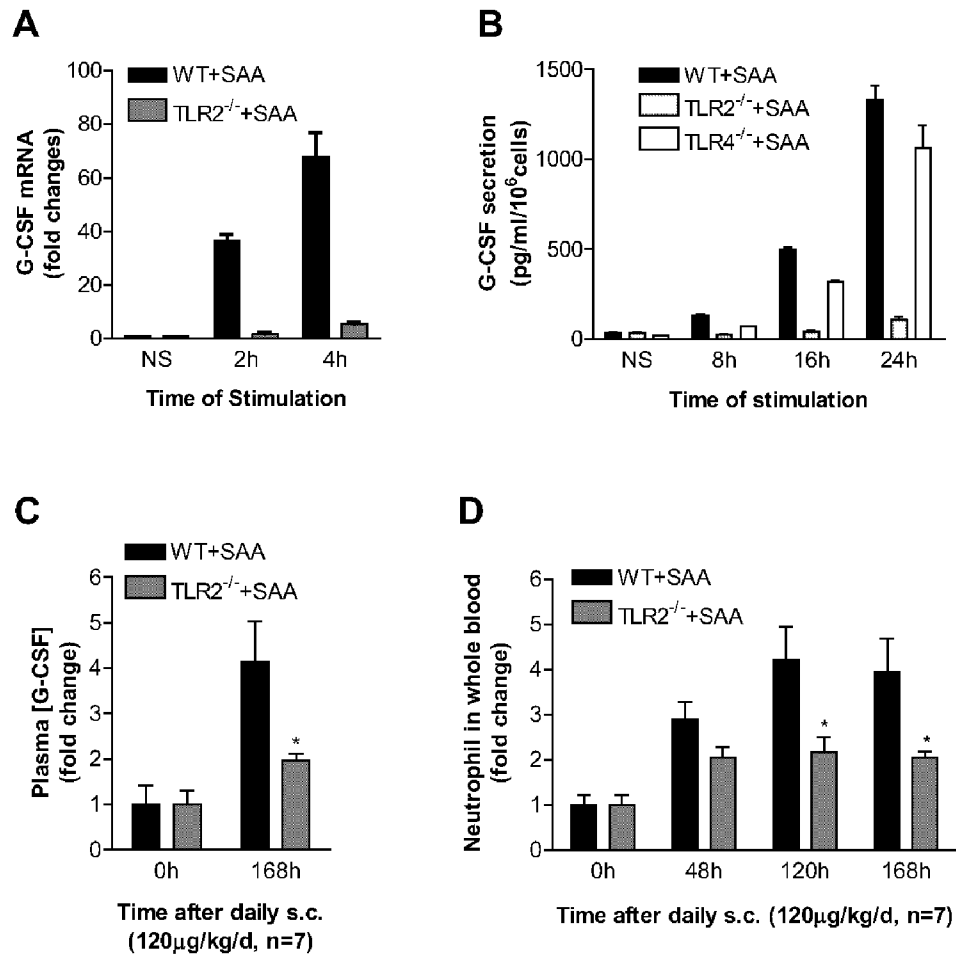 A
WT+SAA
TLR2-/-+SAA
G-CSF mRNA
(fold changes)
100
80
60
40
20
0
NS 2h 4h
Time of Stimulation
B
WT+SAA
TLR2-/-+SAA
TLR4-/-+SAA
G-CSF secretion
(pg/ml/10⁶cells)
1500
1000
500
0
NS 8h 16h 24h
Time of stimulation
C
WT+SAA
TLR2-/-+SAA
Plasma [G-CSF]
(fold change)
6
5
4
3
2
1
0
*
0h 168h
Time after daily s.c.
(120µg/kg/d, n=7)
D
WT+SAA
TLR2-/-+SAA
Neutrophil in whole blood
(fold change)
6
5
4
3
2
1
0
* *
0h 48h 120h 168h
Time after daily s.c. (120µg/kg/d, n=7)